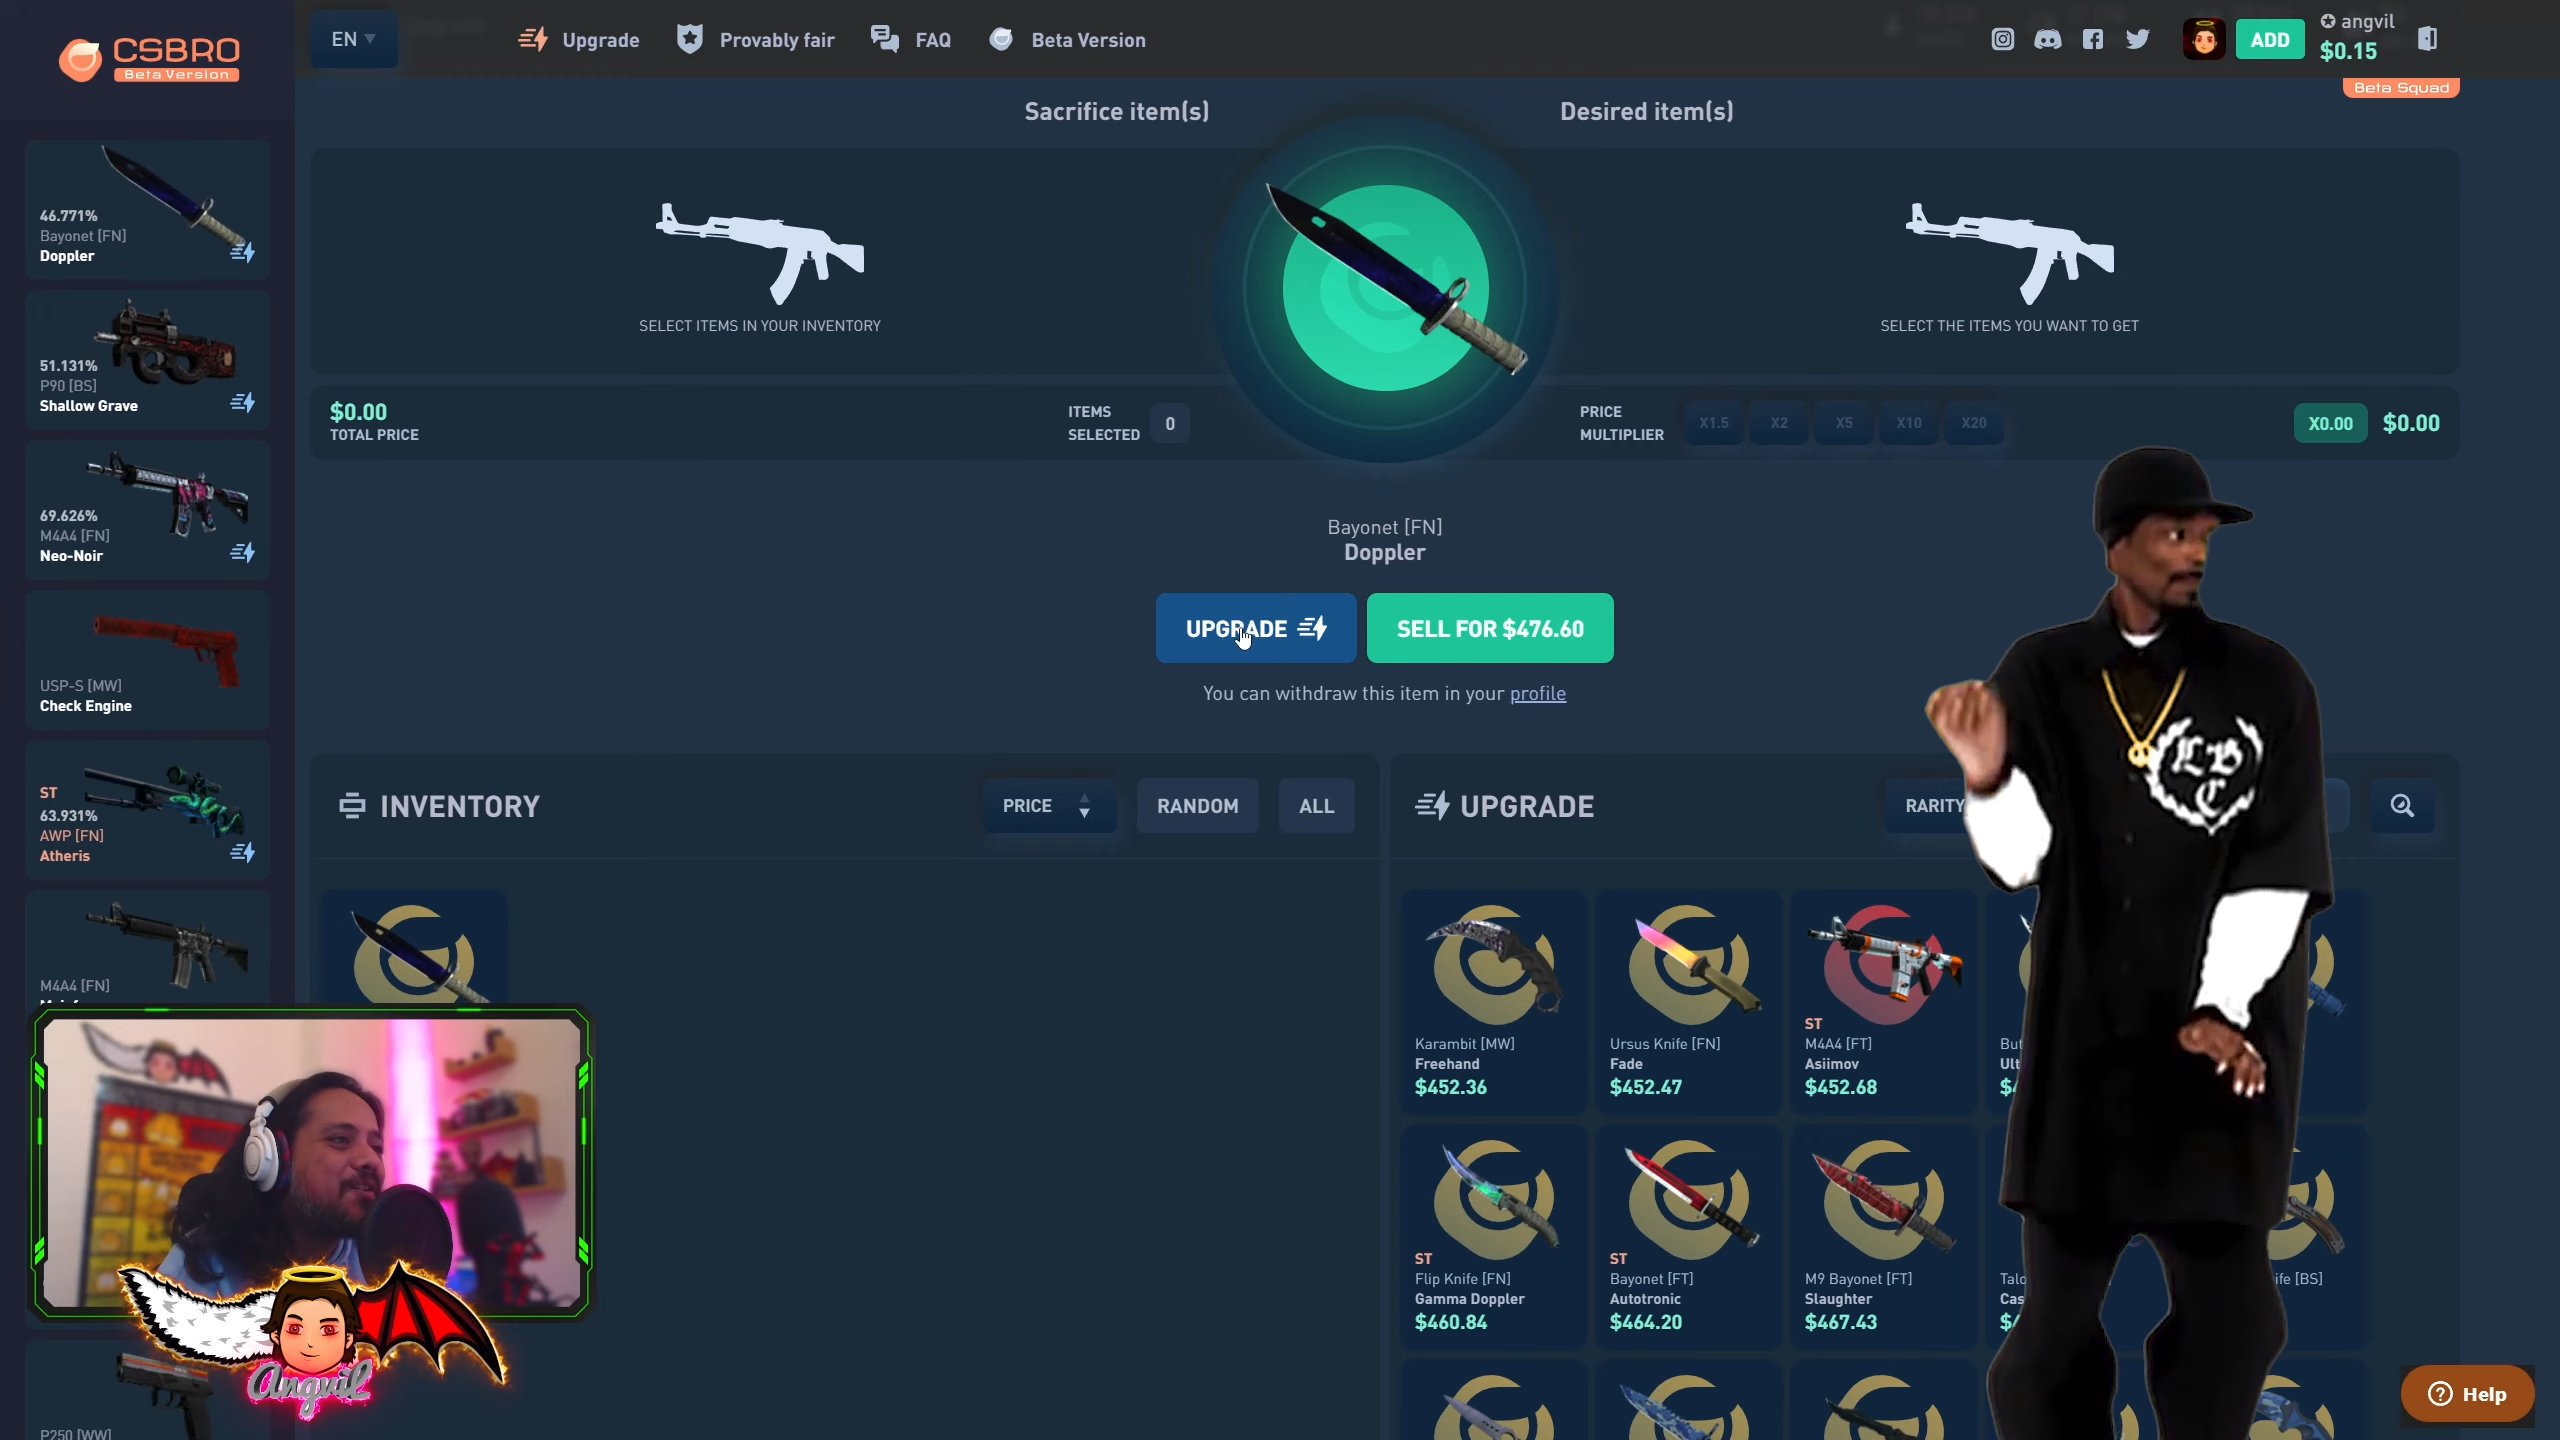 CSBRO
Beta Version
EN
Upgrade
Provably fair
FAQ
Beta Version
ADD
angvil
$0.15
Beta Squad
Sacrifice item(s)
Desired item(s)
46.771%
Bayonet [FN]
Doppler
51.131%
P90 [BS]
Shallow Grave
69.626%
M4A4 [FN]
Neo-Noir
USP-S [MW]
Check Engine
ST
63.931%
AWP [FN]
Atheris
M4A4 [FN]
P250 [WW]
SELECT ITEMS IN YOUR INVENTORY
SELECT THE ITEMS YOU WANT TO GET
$0.00
TOTAL PRICE
ITEMS
SELECTED
0
PRICE
MULTIPLIER
X1.5
X2
X5
X10
X20
X0.00
$0.00
Bayonet [FN]
Doppler
UPGRADE
SELL FOR $476.60
You can withdraw this item in your profile
INVENTORY
PRICE
RANDOM
ALL
UPGRADE
RARITY
LBC
Karambit [MW]
Freehand
$452.36
Ursus Knife [FN]
Fade
$452.47
ST
M4A4 [FT]
Asiimov
$452.68
ST
Flip Knife [FN]
Gamma Doppler
$460.84
ST
Bayonet [FT]
Autotronic
$464.20
M9 Bayonet [FT]
Slaughter
$467.43
[BS]
Angvil
Help